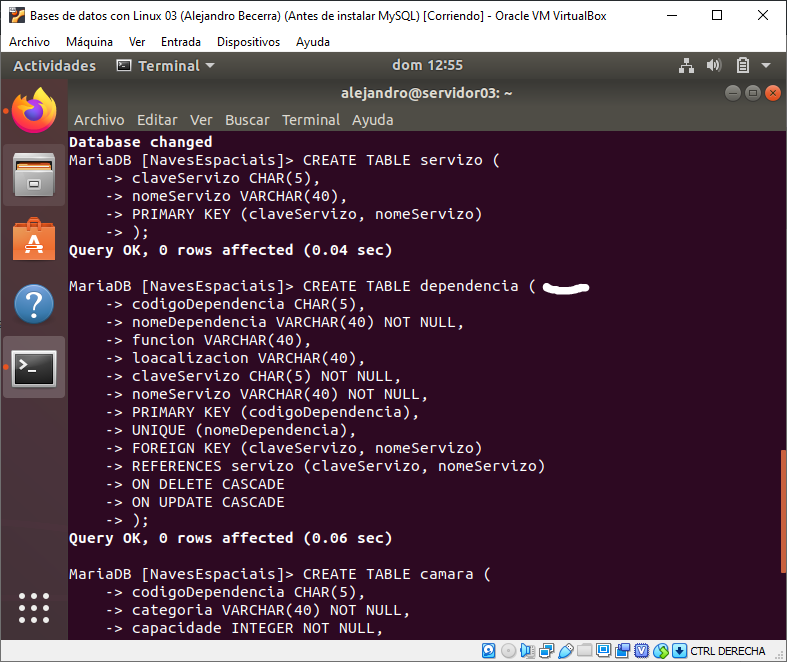 Bases de datos con Linux 03 (Alejandro Becerra) (Antes de instalar MySQL) [Corriendo] - Oracle VM VirtualBox
Archivo Máquina Ver Entrada Dispositivos Ayuda
Actividades Terminal dom 12:55
alejandro@servidor03: ~
Archivo Editar Ver Buscar Terminal Ayuda
Database changed
MariaDB [NavesEspaciais]> CREATE TABLE servizo (
-> claveServizo CHAR(5),
-> nomeServizo VARCHAR(40),
-> PRIMARY KEY (claveServizo, nomeServizo)
-> );
Query OK, 0 rows affected (0.04 sec)
MariaDB [NavesEspaciais]> CREATE TABLE dependencia (
-> codigoDependencia CHAR(5),
-> nomeDependencia VARCHAR(40) NOT NULL,
-> funcion VARCHAR(40),
-> loacalizacion VARCHAR(40),
-> claveServizo CHAR(5) NOT NULL,
-> nomeServizo VARCHAR(40) NOT NULL,
-> PRIMARY KEY (codigoDependencia),
-> UNIQUE (nomeDependencia),
-> FOREIGN KEY (claveServizo, nomeServizo)
-> REFERENCES servizo (claveServizo, nomeServizo)
-> ON DELETE CASCADE
-> ON UPDATE CASCADE
-> );
Query OK, 0 rows affected (0.06 sec)
MariaDB [NavesEspaciais]> CREATE TABLE camara (
-> codigoDependencia CHAR(5),
-> categoria VARCHAR(40) NOT NULL,
-> capacidade INTEGER NOT NULL,
CTRL DERECHA